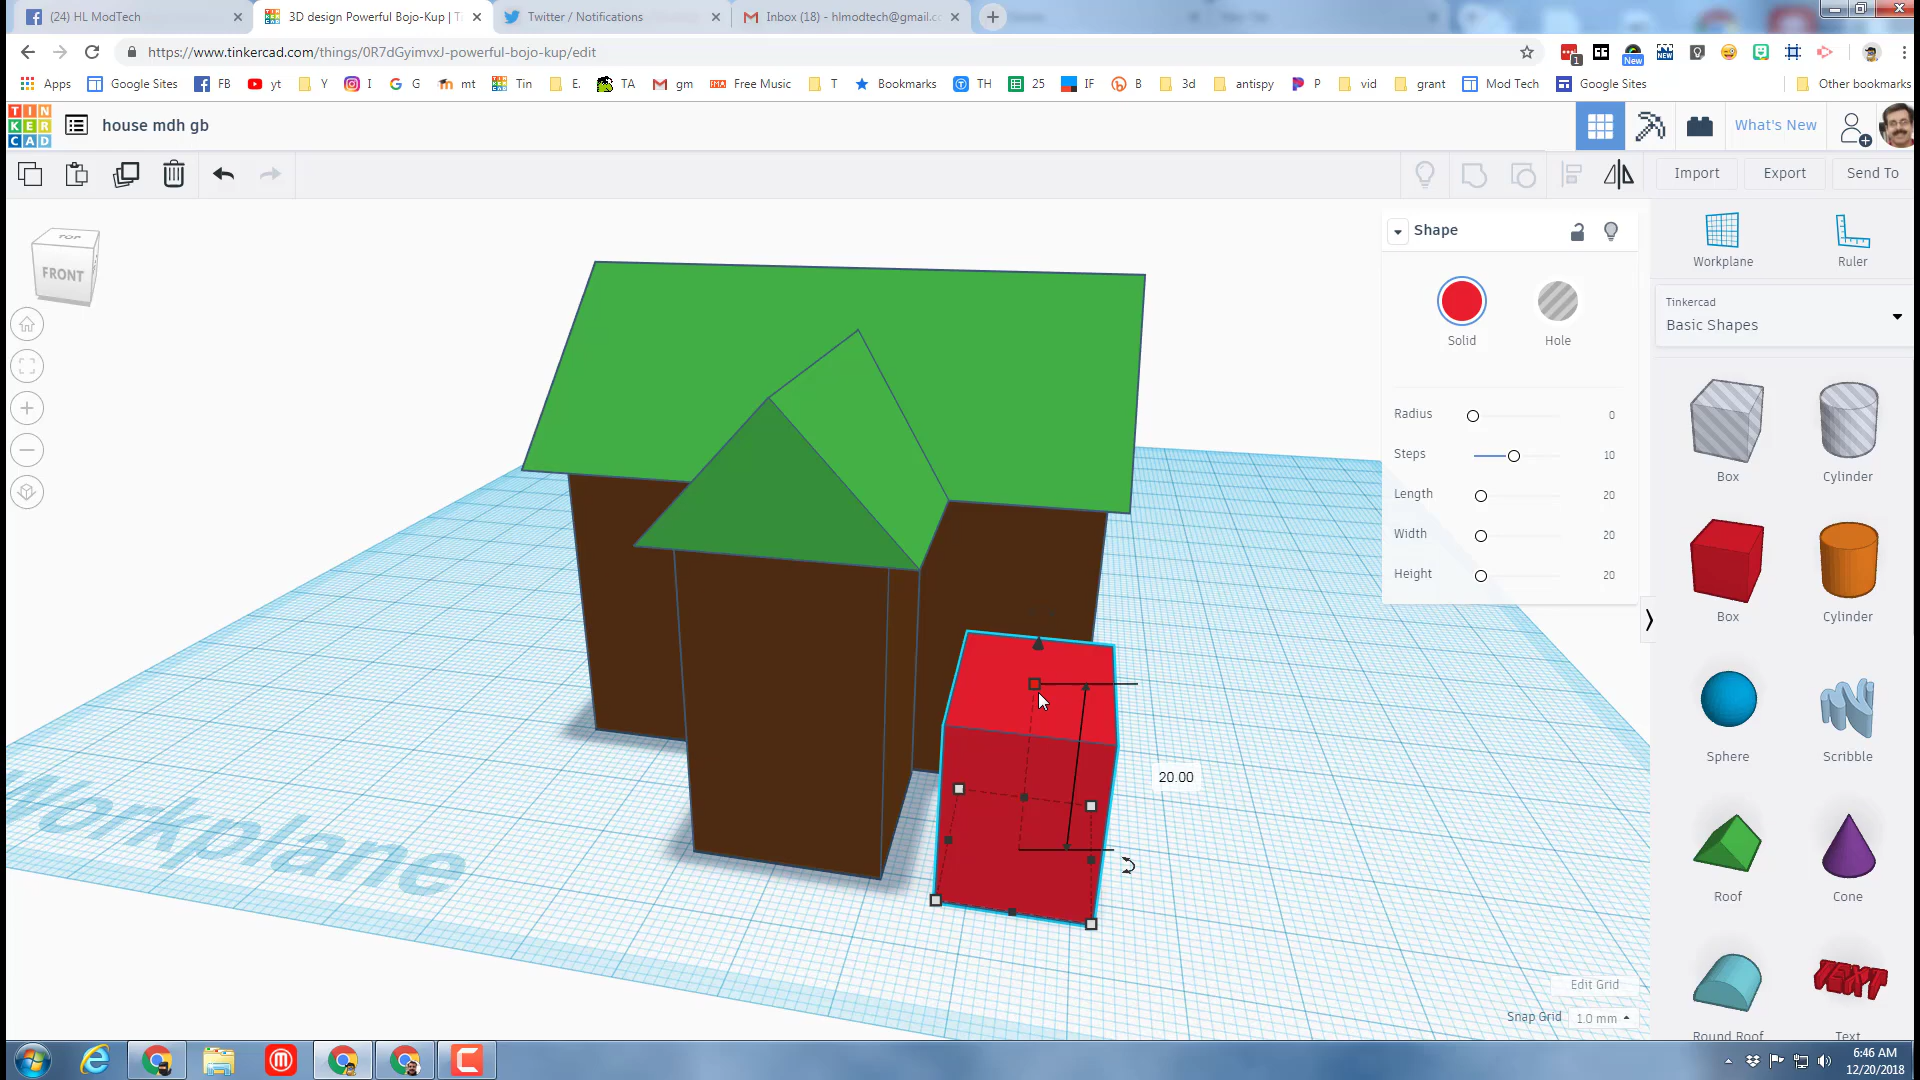 (24) HL ModTech
3D design Powerful Bojo-Kup | T
Twitter / Notifications
Inbox (18) - hlmodtech@gmail.c
https://www.tinkercad.com/things/0R7dGyimvxJ-powerful-bojo-kup/edit
1
New
NEW
Apps
Google Sites
FB
yt
Y
I
G
mt
Tin
E.
TA
gm
Free Music
T
Bookmarks
TH
25
IF
B
3d
antispy
P
vid
grant
Mod Tech
Google Sites
Other bookmarks
TIN
KER
CAD
house mdh gb
What's New
Import
Export
Send To
TOP
FRONT
Shape
Solid
Hole
Radius 0
Steps 10
Length 20
Width 20
Height 20
Workplane
Ruler
Tinkercad
Basic Shapes
Box
Cylinder
Box
Cylinder
Sphere
Scribble
Roof
Cone
TEXT
Round Roof
Text
20.00
Workplane
Edit Grid
Snap Grid 1.0 mm
6:46 AM
12/20/2018